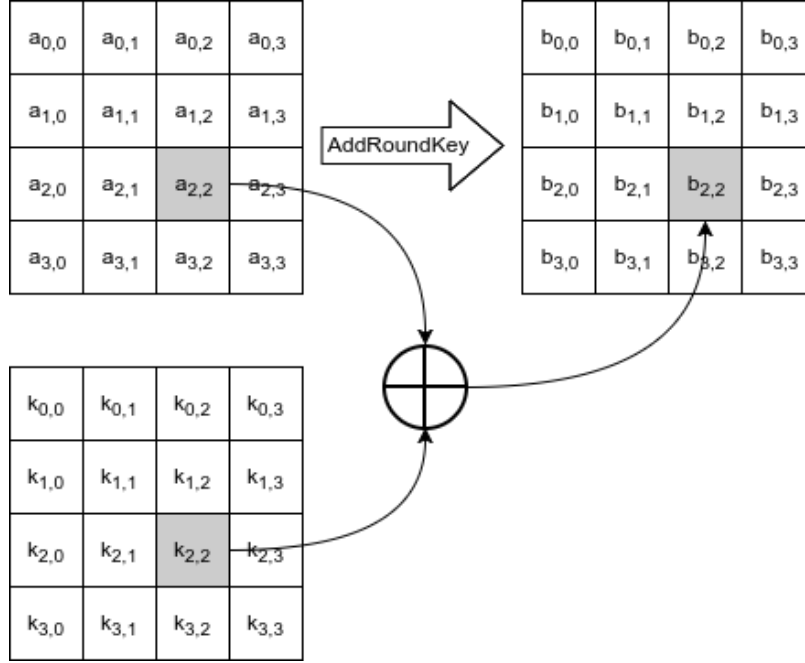 a0,0 a0,1 a0,2 a0,3
a1,0 a1,1 a1,2 a1,3
a2,0 a2,1 a2,2 a2,3
a3,0 a3,1 a3,2 a3,3
AddRoundKey
b0,0 b0,1 b0,2 b0,3
b1,0 b1,1 b1,2 b1,3
b2,0 b2,1 b2,2 b2,3
b3,0 b3,1 b3,2 b3,3
k0,0 k0,1 k0,2 k0,3
k1,0 k1,1 k1,2 k1,3
k2,0 k2,1 k2,2 k2,3
k3,0 k3,1 k3,2 k3,3